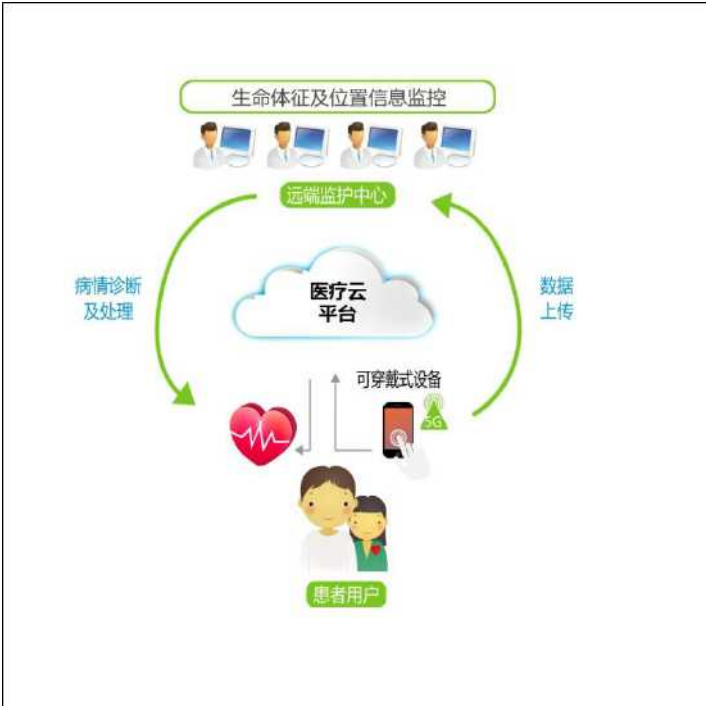 生命体征及位置信息监控
远端监护中心
病情诊断
及处理
医疗云
平台
数据
上传
可穿戴式设备
5G
患者用户